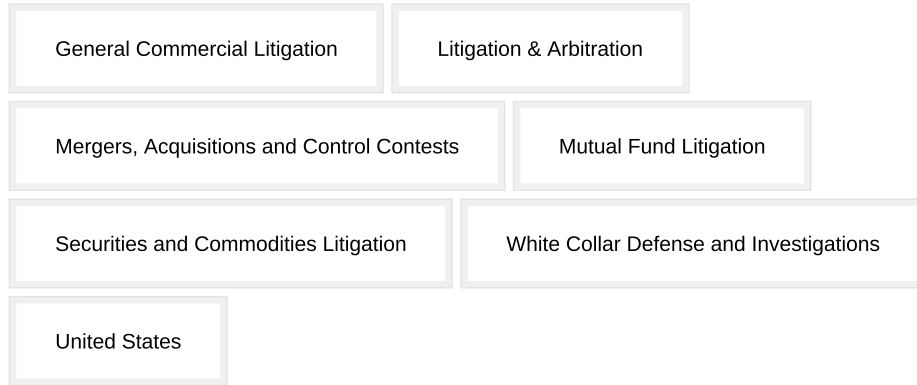 General Commercial Litigation
Litigation & Arbitration
Mergers, Acquisitions and Control Contests
Mutual Fund Litigation
Securities and Commodities Litigation
White Collar Defense and Investigations
United States